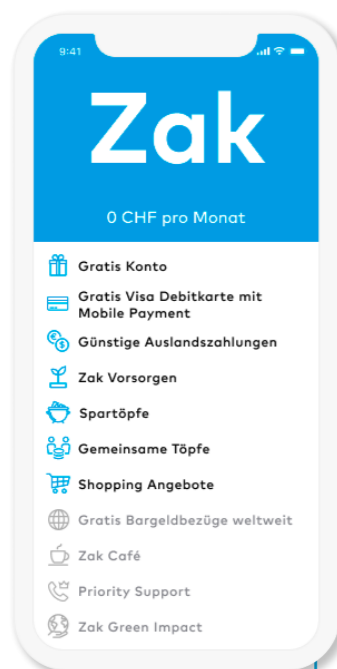 9:41
Zak
0 CHF pro Monat
Gratis Konto
Gratis Visa Debitkarte mit
Mobile Payment
Günstige Auslandszahlungen
Zak Vorsorgen
Spartöpfe
Gemeinsame Töpfe
Shopping Angebote
Gratis Bargeldbezüge weltweit
Zak Café
Priority Support
Zak Green Impact